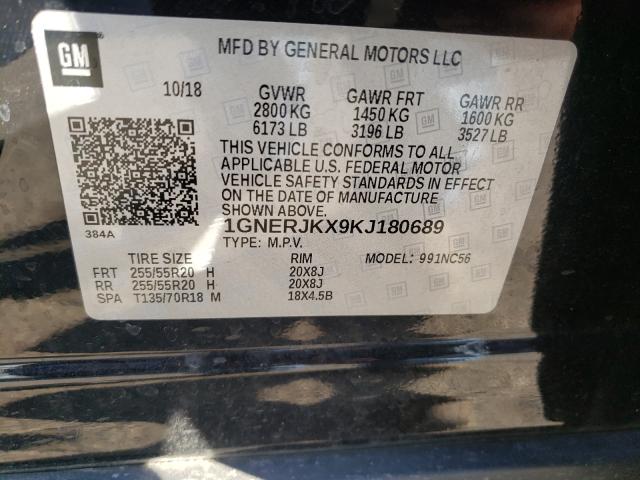 GM
MFD BY GENERAL MOTORS LLC
10/18 GVWR GAWR FRT GAWR RR
2800 KG 1450 KG 1600 KG
6173 LB 3196 LB 3527 LB
THIS VEHICLE CONFORMS TO ALL
APPLICABLE U.S. FEDERAL MOTOR
VEHICLE SAFETY STANDARDS IN EFFECT
ON THE DATE OF MANUFACTURE
SHOWN ABOVE.
384A 1GNERJKX9KJ180689
TYPE: M.P.V.
TIRE SIZE RIM MODEL: 991NC56
FRT 255/55R20 H 20X8J
RR 255/55R20 H 20X8J
SPA T135/70R18 M 18X4.5B